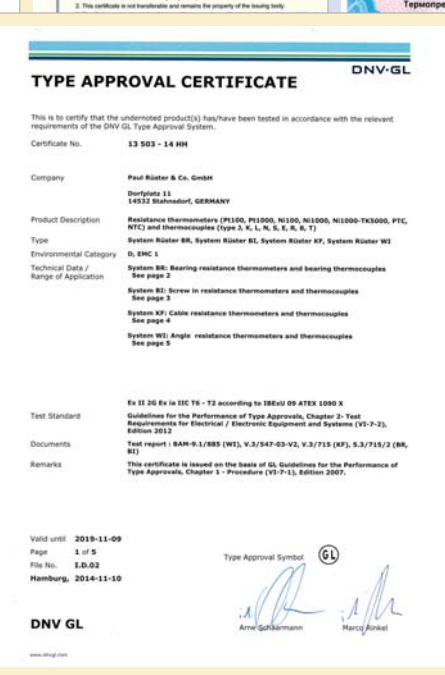 2. This certificate is not transferable and remains the property of the issuing body.
Термопре
DNV·GL
TYPE APPROVAL CERTIFICATE
This is to certify that the undernoted product(s) has/have been tested in accordance with the relevant
requirements of the DNV GL Type Approval System.
Certificate No. 13 503 - 14 HH
Company Paul Rüster & Co. GmbH
Dorfplatz 11
14532 Stahnsdorf, GERMANY
Product Description Resistance thermometers (Pt100, Pt1000, Ni100, Ni1000, Ni1000-TK5000, PTC,
NTC) and thermocouples (type J, K, L, N, S, E, R, B, T)
Type System Rüster BR, System Rüster BI, System Rüster KF, System Rüster WI
Environmental Category D, EMC 1
Technical Data / System BR: Bearing resistance thermometers and bearing thermocouples
Range of Application See page 2
System BI: Screw in resistance thermometers and thermocouples
See page 3
System KF: Cable resistance thermometers and thermocouples
See page 4
System WI: Angle resistance thermometers and thermocouples
See page 5
Ex II 2G Ex ia IIC T6 - T2 according to IBExU 09 ATEX 1090 X
Test Standard Guidelines for the Performance of Type Approvals, Chapter 2- Test
Requirements for Electrical / Electronic Equipment and Systems (VI-7-2),
Edition 2012
Documents Test report : BAM-9.1/885 (WI), V.3/547-03-V2, V.3/715 (KF), 5.3/715/2 (BR,
BI)
Remarks This certificate is issued on the basis of GL Guidelines for the Performance of
Type Approvals, Chapter 1 - Procedure (VI-7-1), Edition 2007.
Valid until 2019-11-09
Page 1 of 5
File No. I.D.02
Hamburg, 2014-11-10
Type Approval Symbol GL
DNV GL
Arne Schaarmann
Marco Rinkel
www.dnvgl.com